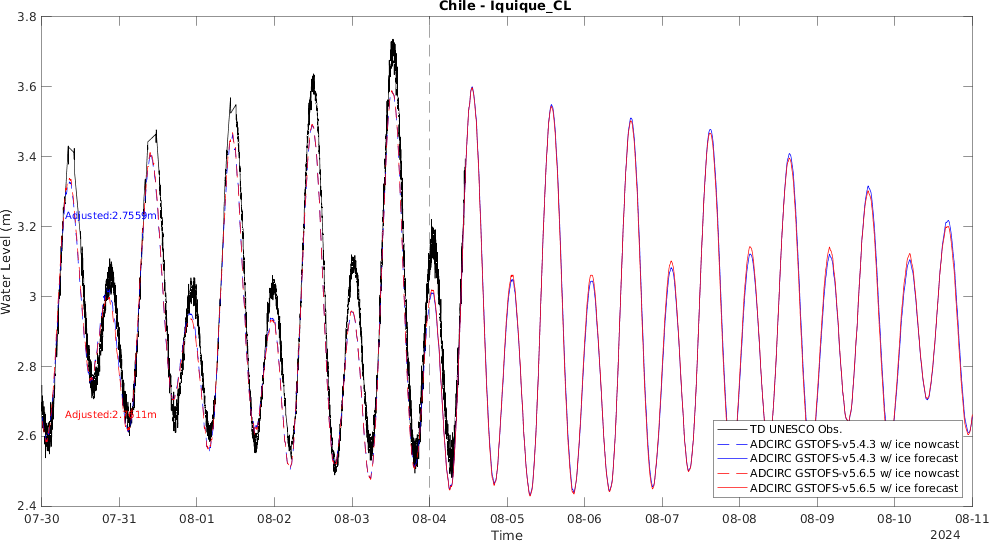 Chile - Iquique_CL
3.8
3.6
3.4
3.2
3
2.8
2.6
2.4
Water Level (m)
Adjusted:2.7559m
Adjusted:
TD UNESCO Obs.
ADCIRC GSTOFS-v5.4.3 w/ ice nowcast
ADCIRC GSTOFS-v5.4.3 w/ ice forecast
ADCIRC GSTOFS-v5.6.5 w/ ice nowcast
ADCIRC GSTOFS-v5.6.5 w/ ice forecast
07-30 07-31 08-01 08-02 08-03 08-04 08-05 08-06 08-07 08-08 08-09 08-10 08-11
Time
2024